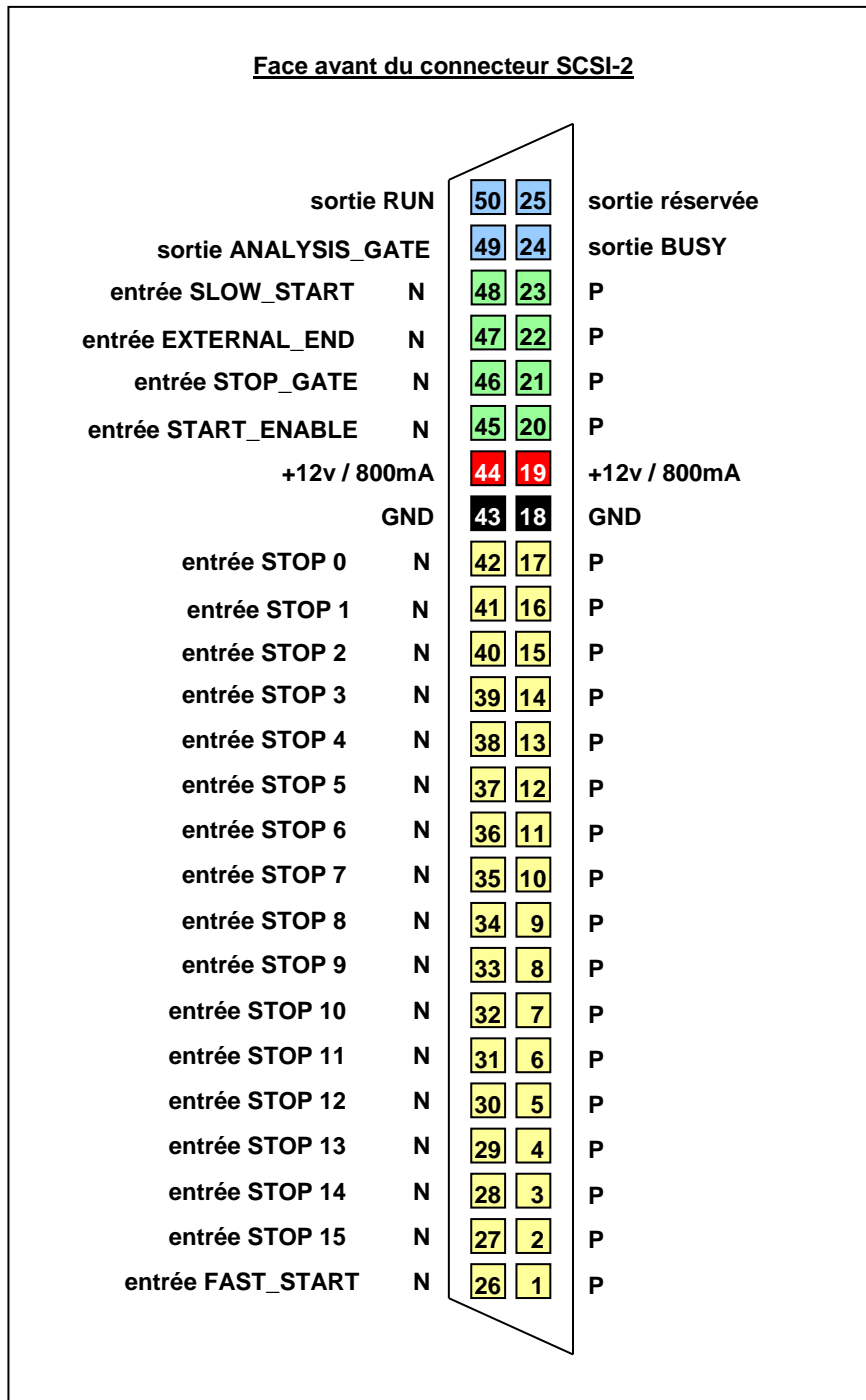 Face avant du connecteur SCSI-2
sortie RUN 50 25 sortie réservée
sortie ANALYSIS_GATE 49 24 sortie BUSY
entrée SLOW_START N 48 23 P
entrée EXTERNAL_END N 47 22 P
entrée STOP_GATE N 46 21 P
entrée START_ENABLE N 45 20 P
+12v / 800mA 44 19 +12v / 800mA
GND 43 18 GND
entrée STOP 0 N 42 17 P
entrée STOP 1 N 41 16 P
entrée STOP 2 N 40 15 P
entrée STOP 3 N 39 14 P
entrée STOP 4 N 38 13 P
entrée STOP 5 N 37 12 P
entrée STOP 6 N 36 11 P
entrée STOP 7 N 35 10 P
entrée STOP 8 N 34 9 P
entrée STOP 9 N 33 8 P
entrée STOP 10 N 32 7 P
entrée STOP 11 N 31 6 P
entrée STOP 12 N 30 5 P
entrée STOP 13 N 29 4 P
entrée STOP 14 N 28 3 P
entrée STOP 15 N 27 2 P
entrée FAST_START N 26 1 P